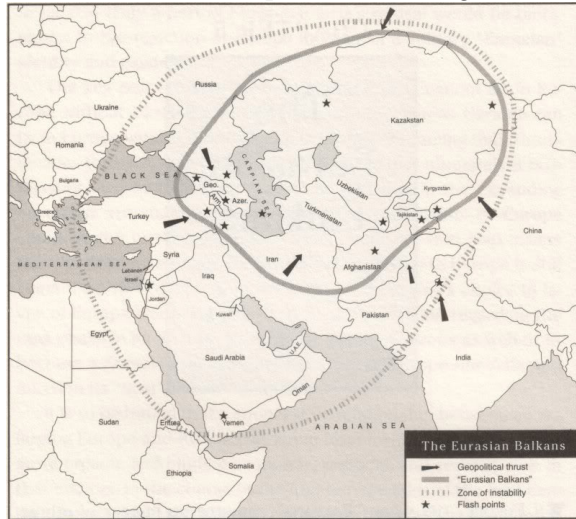 Russia
Ukraine
Kazakstan
Romania
CASPIAN SEA
BLACK SEA
Bulgaria
Geo.
Uzbekistan
Kyrgyzstan
Arm.
Azer.
Greece
Turkey
Turkmenistan
Tajikistan
China
Syria
MEDITERRANEAN SEA
Lebanon
Israel
Iraq
Iran
Afghanistan
Jordan
Kuwait
Pakistan
Egypt
Saudi Arabia
U.A.E.
India
Oman
ARABIAN SEA
Sudan
Eritrea
Yemen
Ethiopia
Somalia
The Eurasian Balkans
Geopolitical thrust
"Eurasian Balkans"
Zone of instability
Flash points